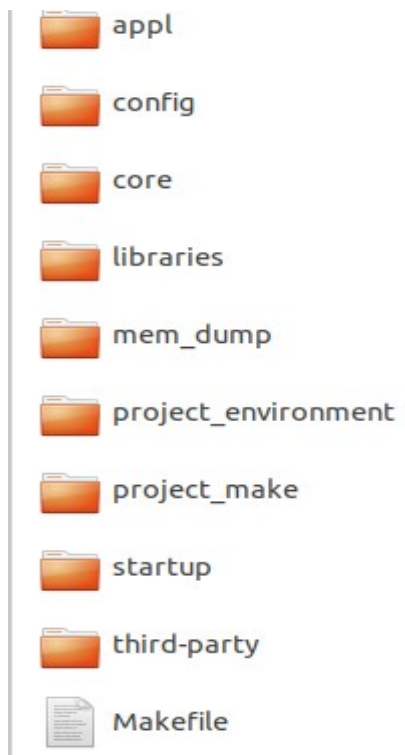 appl
config
core
libraries
mem_dump
project_environment
project_make
startup
third-party
Makefile